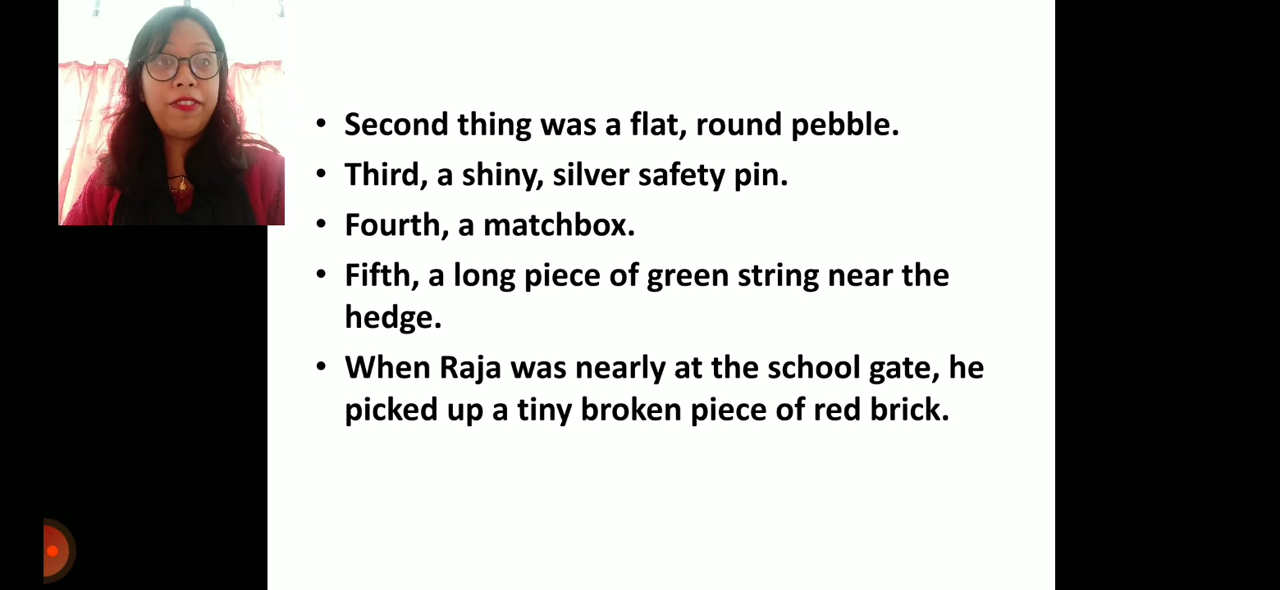 • Second thing was a flat, round pebble.
• Third, a shiny, silver safety pin.
• Fourth, a matchbox.
• Fifth, a long piece of green string near the
hedge.
• When Raja was nearly at the school gate, he
picked up a tiny broken piece of red brick.